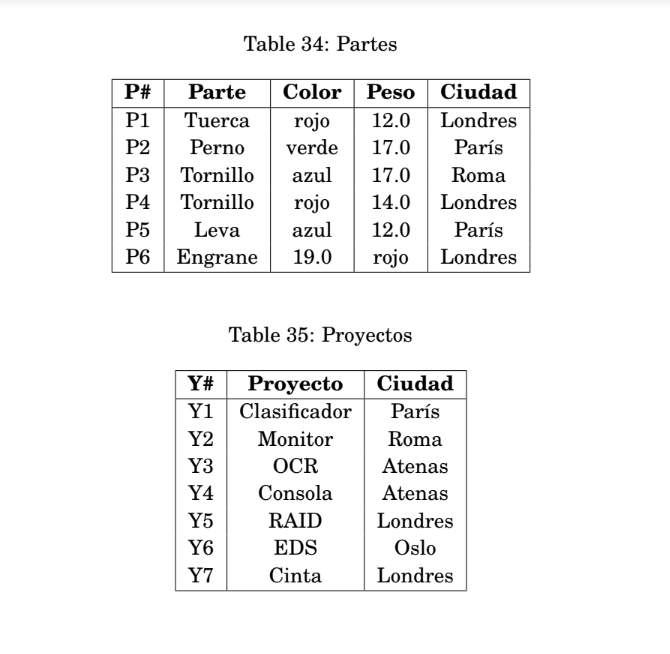 Table 34: Partes
P# Parte Color Peso Ciudad
P1 Tuerca rojo 12.0 Londres
P2 Perno verde 17.0 París
P3 Tornillo azul 17.0 Roma
P4 Tornillo rojo 14.0 Londres
P5 Leva azul 12.0 París
P6 Engrane 19.0 rojo Londres
Table 35: Proyectos
Y# Proyecto Ciudad
Y1 Clasificador París
Y2 Monitor Roma
Y3 OCR Atenas
Y4 Consola Atenas
Y5 RAID Londres
Y6 EDS Oslo
Y7 Cinta Londres